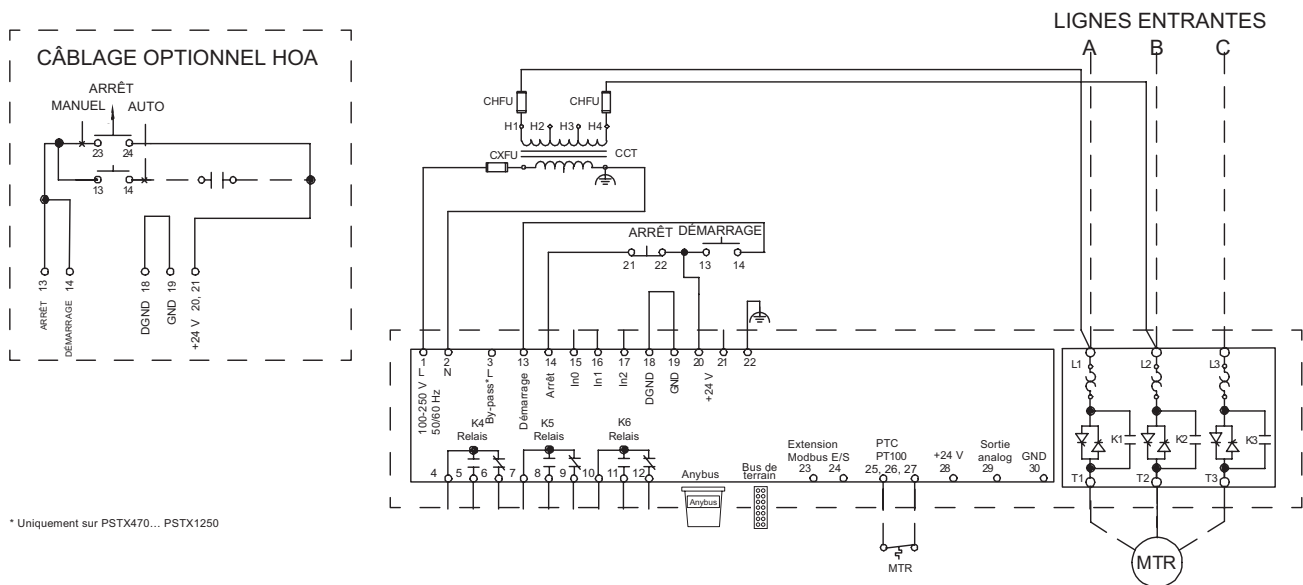 LIGNES ENTRANTES
A B C
CÂBLAGE OPTIONNEL HOA
ARRÊT
MANUEL AUTO
23 24
13 14
ARRÊT 13
DÉMARRAGE 14
DGND 18
GND 19
+24 V 20, 21
CHFU CHFU
H1 H2 H3 H4
CXFU CCT
ARRÊT DÉMARRAGE
21 22 13 14
1 2 3 13 14 15 16 17 18 19 20 21 22
L
100-250 V
50/60 Hz
N
By-pass*L
Démarrage
Arrêt
In0
In1
In2
DGND
GND
+24 V
K4
Relais
K5
Relais
K6
Relais
4 5 6 7 8 9 10 11 12
Anybus
Anybus
Bus de
terrain
Extension
Modbus E/S
23 24
PTC
PT100
25, 26, 27
+24 V
28
Sortie
analog
29
GND
30
MTR
L1 L2 L3
K1 K2 K3
T1 T2 T3
MTR
* Uniquement sur PSTX470... PSTX1250